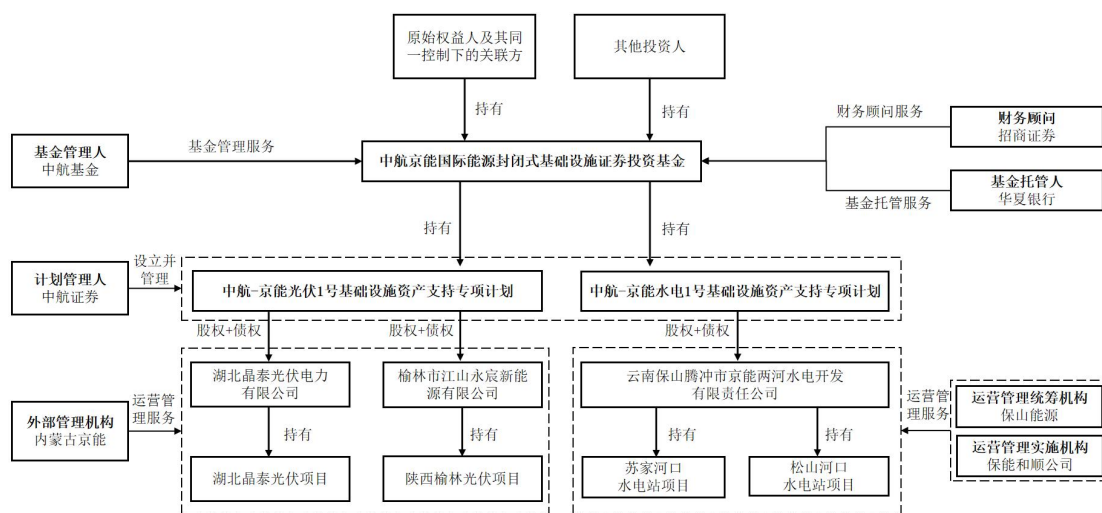 原始权益人及其同
一控制下的关联方
其他投资人
持有
持有
财务顾问服务
财务顾问
招商证券
基金管理人
中航基金
基金管理服务
中航京能国际能源封闭式基础设施证券投资基金
基金托管人
华夏银行
基金托管服务
持有
持有
计划管理人
中航证券
设立并
管理
中航-京能光伏1号基础设施资产支持专项计划
中航-京能水电1号基础设施资产支持专项计划
股权+债权
股权+债权
股权+债权
湖北晶泰光伏电力
有限公司
榆林市江山永宸新能
源有限公司
云南保山腾冲市京能两河水电开发
有限责任公司
外部管理机构
内蒙古京能
运营管
理服务
运营管
理服务
运营管理统筹机构
保山能源
运营管理实施机构
保能和顺公司
持有
持有
持有
持有
湖北晶泰光伏项目
陕西榆林光伏项目
苏家河口
水电站项目
松山河口
水电站项目